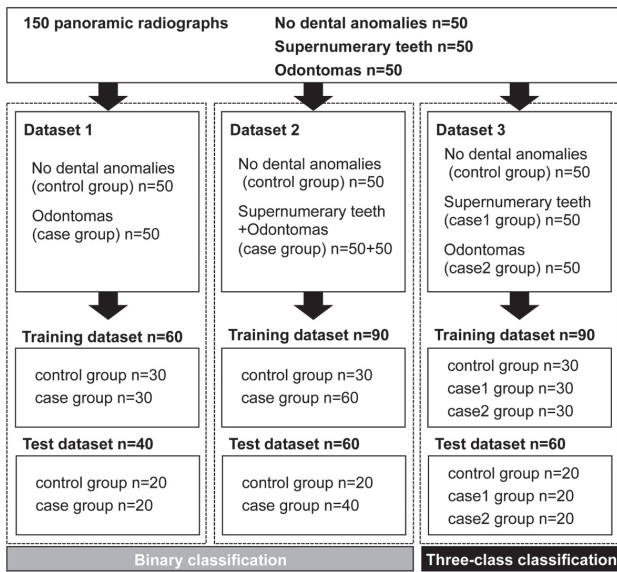 150 panoramic radiographs
No dental anomalies n=50
Supernumerary teeth n=50
Odontomas n=50
Dataset 1
No dental anomalies
(control group) n=50
Odontomas
(case group) n=50
Training dataset n=60
control group n=30
case group n=30
Test dataset n=40
control group n=20
case group n=20
Dataset 2
No dental anomalies
(control group) n=50
Supernumerary teeth
+Odontomas
(case group) n=50+50
Training dataset n=90
control group n=30
case group n=60
Test dataset n=60
control group n=20
case group n=40
Binary classification
Dataset 3
No dental anomalies
(control group) n=50
Supernumerary teeth
(case1 group) n=50
Odontomas
(case2 group) n=50
Training dataset n=90
control group n=30
case1 group n=30
case2 group n=30
Test dataset n=60
control group n=20
case1 group n=20
case2 group n=20
Three-class classification